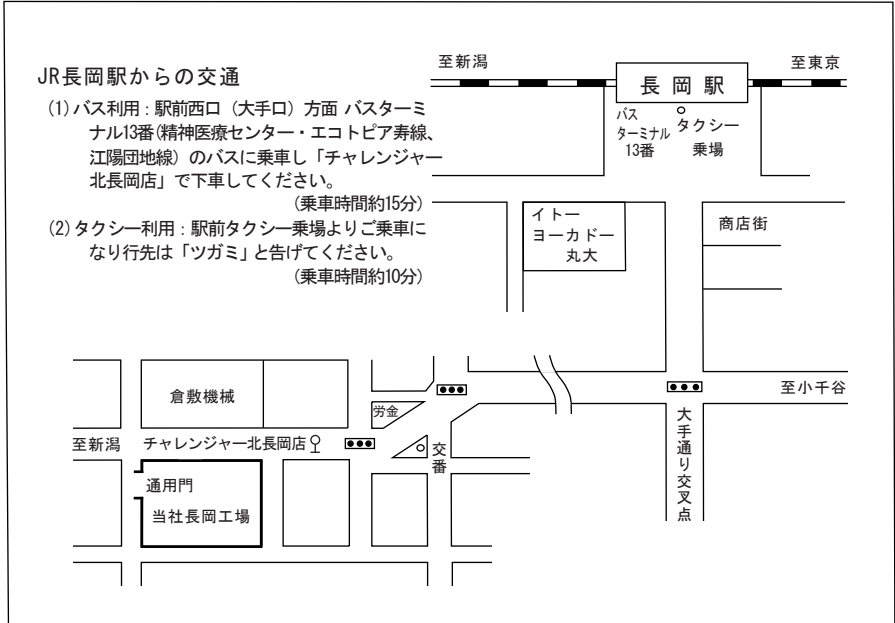 JR長岡駅からの交通
(1)バス利用：駅前西口（大手口）方面 バスターミ
ナル13番(精神医療センター・エコトピア寿線、
江陽団地線）のバスに乗車し「チャレンジャー
北長岡店」で下車してください。
(乗車時間約15分)
(2)タクシー利用：駅前タクシー乗場よりご乗車に
なり行先は「ツガミ」と告げてください。
(乗車時間約10分)
至新潟
長岡駅
至東京
バス
ターミナル
13番
タクシー
乗場
イトー
ヨーカドー
丸大
商店街
倉敷機械
労金
至小千谷
至新潟
チャレンジャー北長岡店
交番
大手通り交叉点
通用門
当社長岡工場